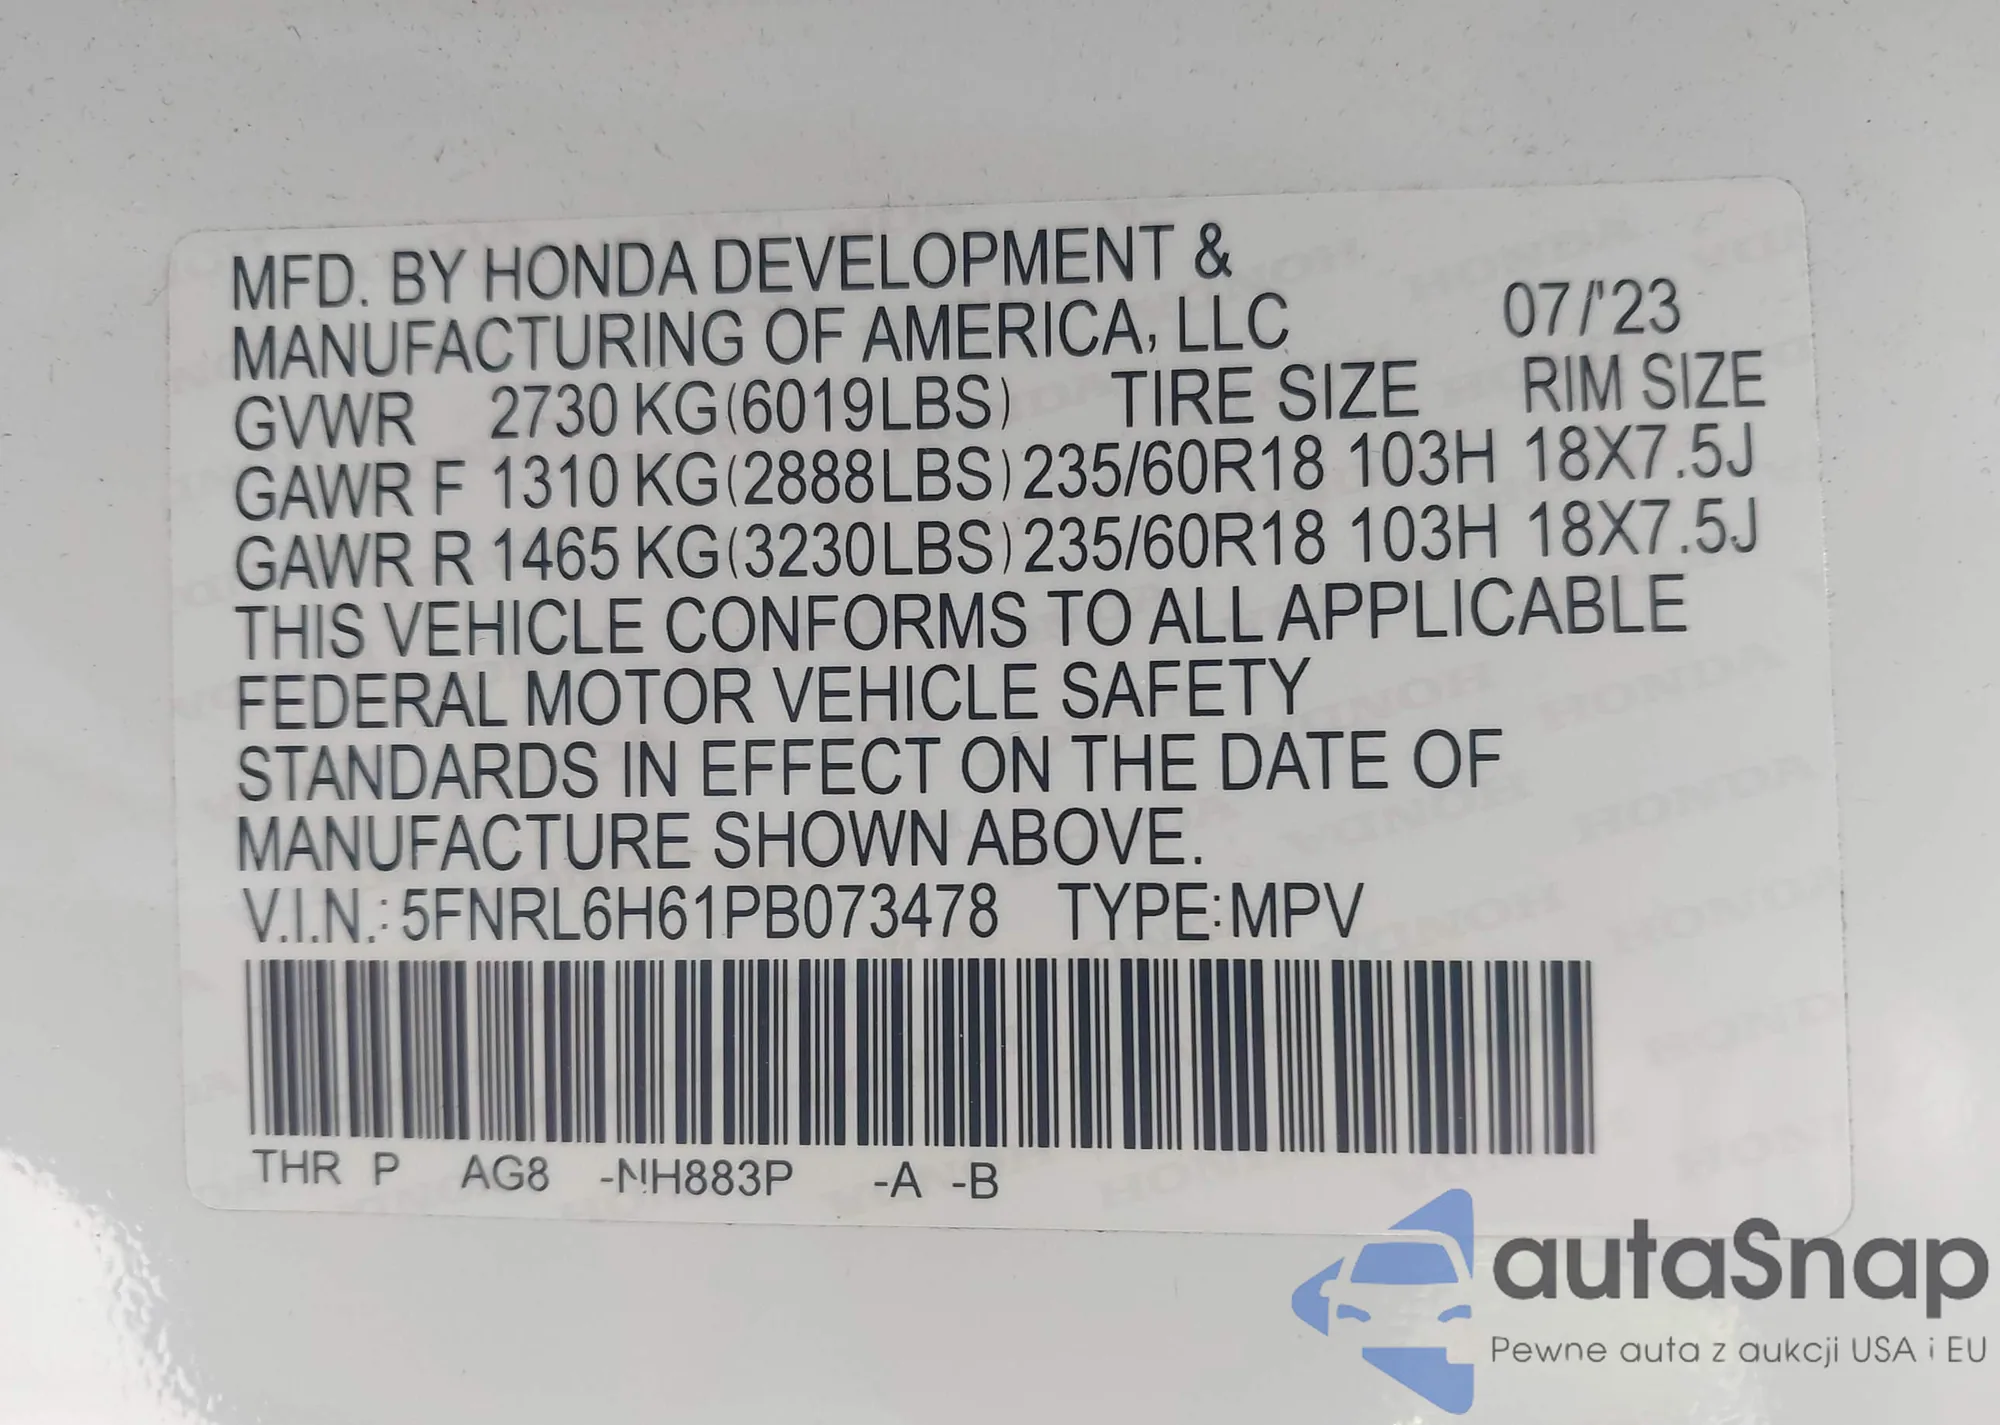 MFD. BY HONDA DEVELOPMENT &
MANUFACTURING OF AMERICA, LLC 07/'23
GVWR 2730 KG(6019LBS) TIRE SIZE RIM SIZE
GAWR F 1310 KG(2888LBS) 235/60R18 103H 18X7.5J
GAWR R 1465 KG(3230LBS) 235/60R18 103H 18X7.5J
THIS VEHICLE CONFORMS TO ALL APPLICABLE
FEDERAL MOTOR VEHICLE SAFETY
STANDARDS IN EFFECT ON THE DATE OF
MANUFACTURE SHOWN ABOVE.
V.I.N.: 5FNRL6H61PB073478 TYPE:MPV
THR P AG8 -NH883P -A -B
autaSnap
Pewne auta z aukcji USA i EU